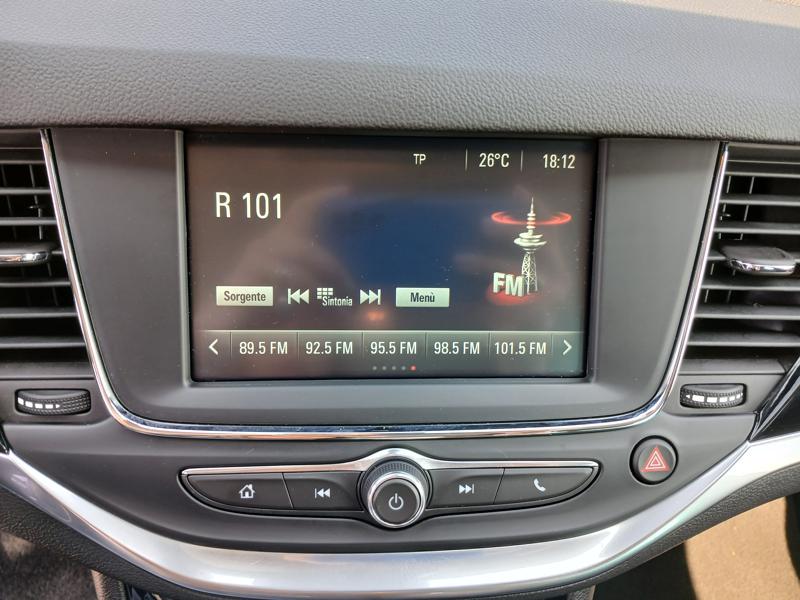 TP 26°C 18:12
R 101
FM
Sorgente Sintonia Menù
89.5 FM 92.5 FM 95.5 FM 98.5 FM 101.5 FM